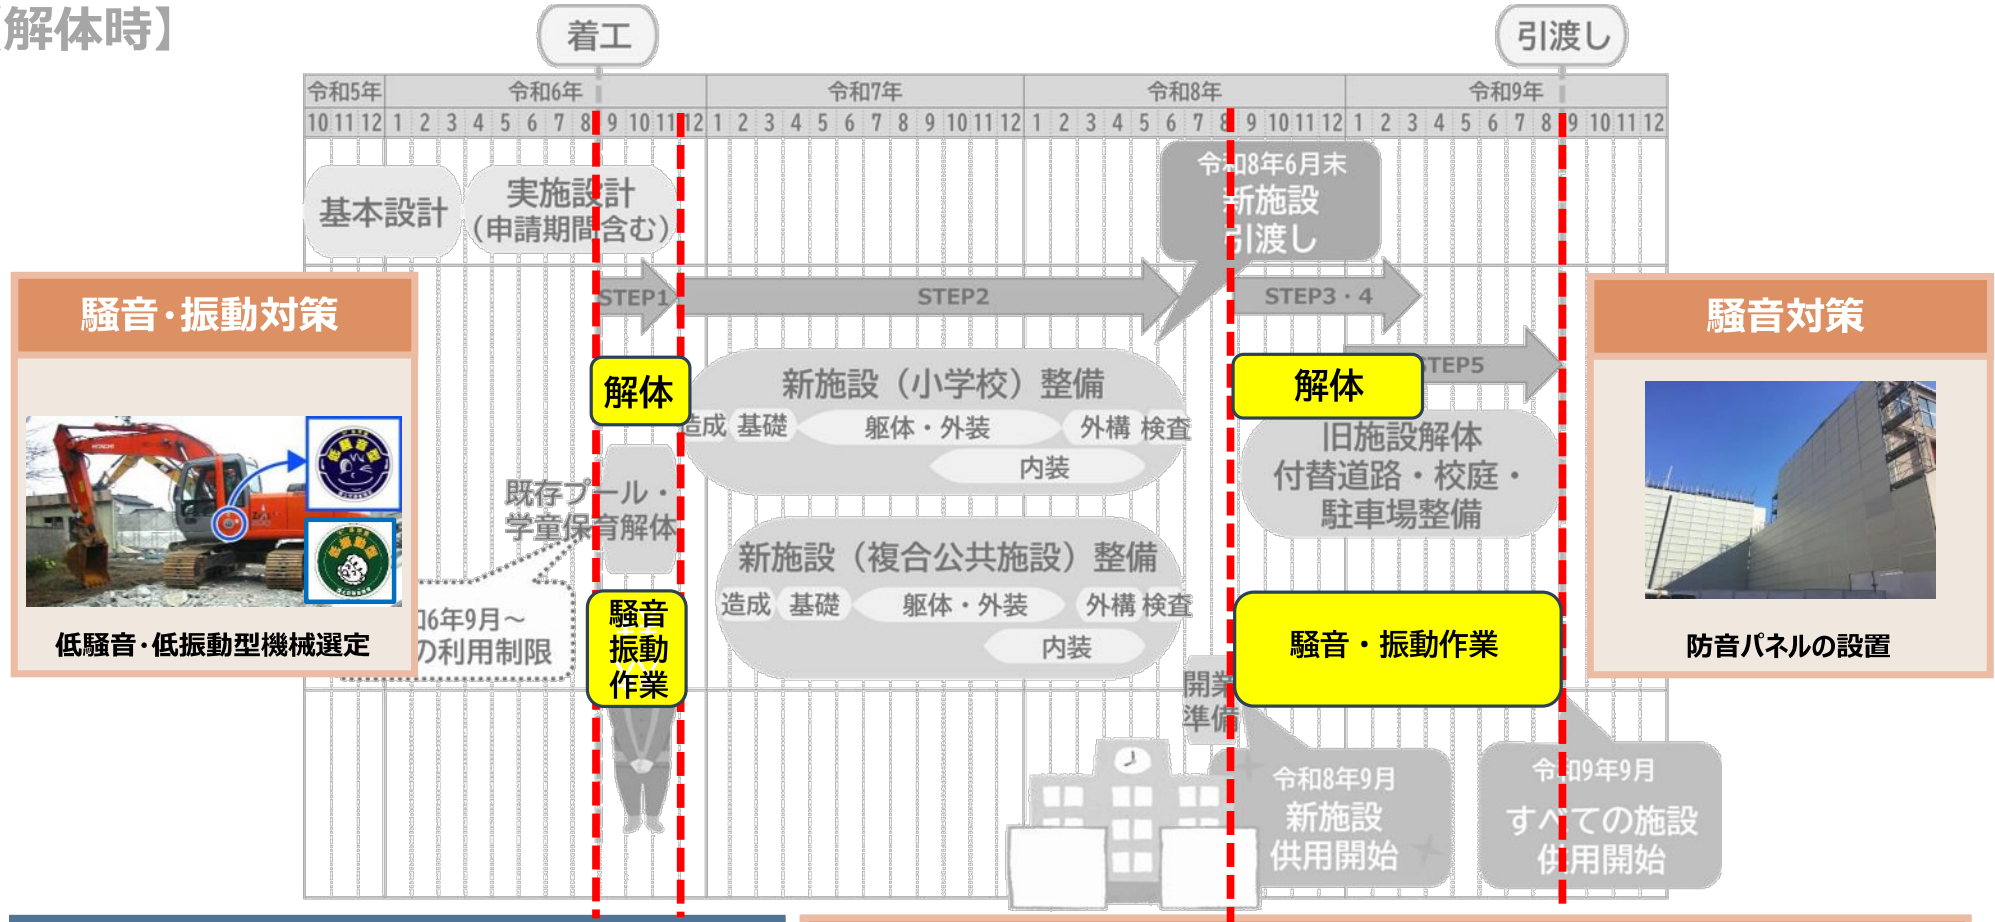 【解体時】
着工
引渡し
令和5年 令和6年 令和7年 令和8年 令和9年
10 11 12 1 2 3 4 5 6 7 8 9 10 11 12 1 2 3 4 5 6 7 8 9 10 11 12 1 2 3 4 5 6 7 8 9 10 11 12 1 2 3 4 5 6 7 8 9 10 11 12
基本設計
実施設計
(申請期間含む)
令和8年6月末
新施設
引渡し
STEP1
STEP2
STEP3・4
STEP5
騒音・振動対策
低騒音型
低振動型
低騒音・低振動型機械選定
騒音対策
防音パネルの設置
解体
解体
新施設（小学校）整備
造成 基礎 躯体・外装 外構 検査
内装
既存プール・
学童保育解体
旧施設解体
付替道路・校庭・
駐車場整備
新施設（複合公共施設）整備
造成 基礎 躯体・外装 外構 検査
内装
6年9月～
の利用制限
騒音
振動
作業
騒音・振動作業
開業
準備
令和8年9月
新施設
供用開始
令和9年9月
すべての施設
供用開始